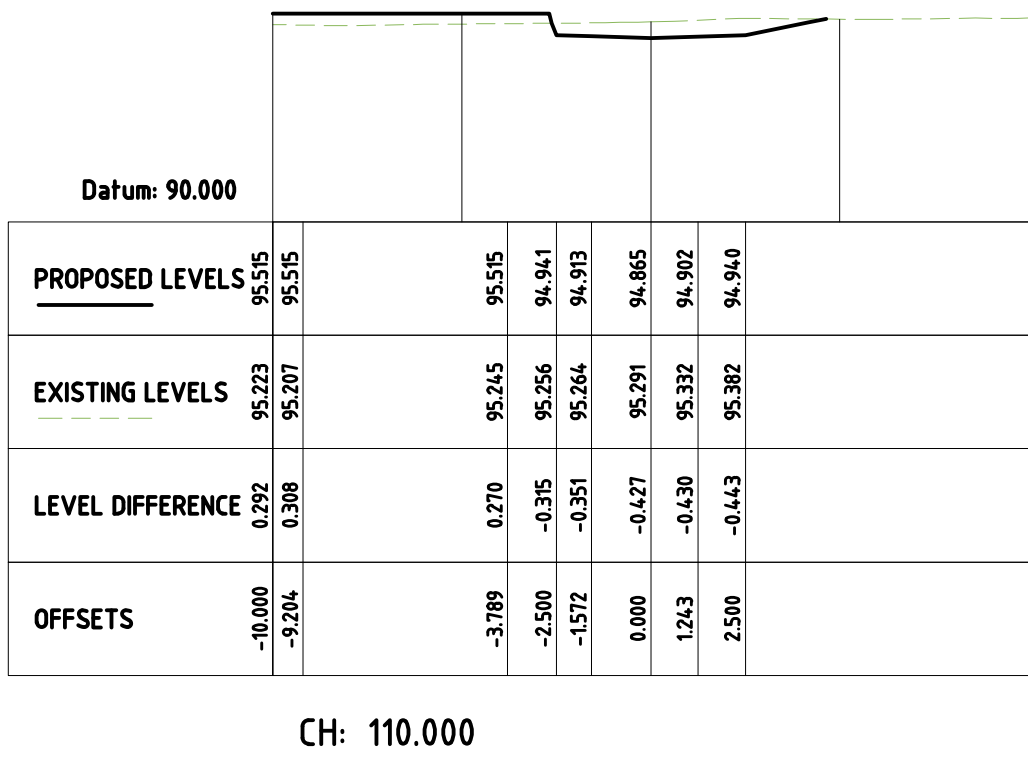 Datum: 90.000
PROPOSED LEVELS 95.515 95.515 95.515 94.941 94.913 94.865 94.902 94.940
EXISTING LEVELS 95.223 95.207 95.245 95.256 95.264 95.291 95.332 95.382
LEVEL DIFFERENCE 0.292 0.308 0.270 -0.315 -0.351 -0.427 -0.430 -0.443
OFFSETS -10.000 -9.204 -3.789 -2.500 -1.572 0.000 1.243 2.500
CH: 110.000